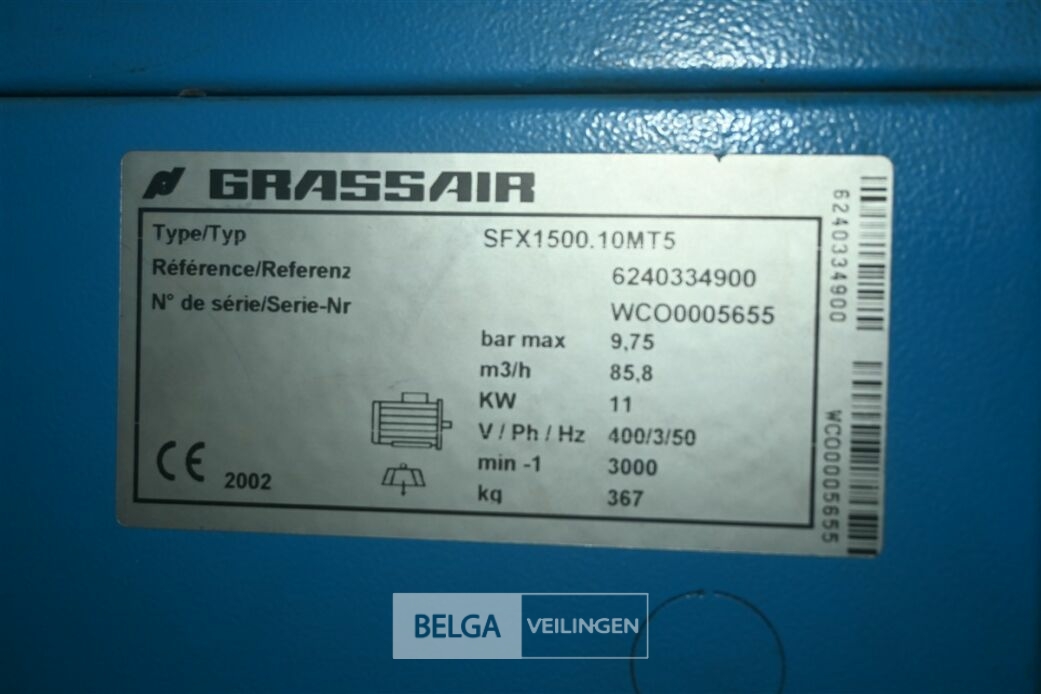 GRASSAIR
Type/Typ SFX1500.10MT5
Référence/Referenz 6240334900
N° de série/Serie-Nr WCO0005655
bar max 9,75
m3/h 85,8
KW 11
V / Ph / Hz 400/3/50
min -1 3000
kg 367
CE 2002
6240334900
WCO0005655
BELGA VEILINGEN